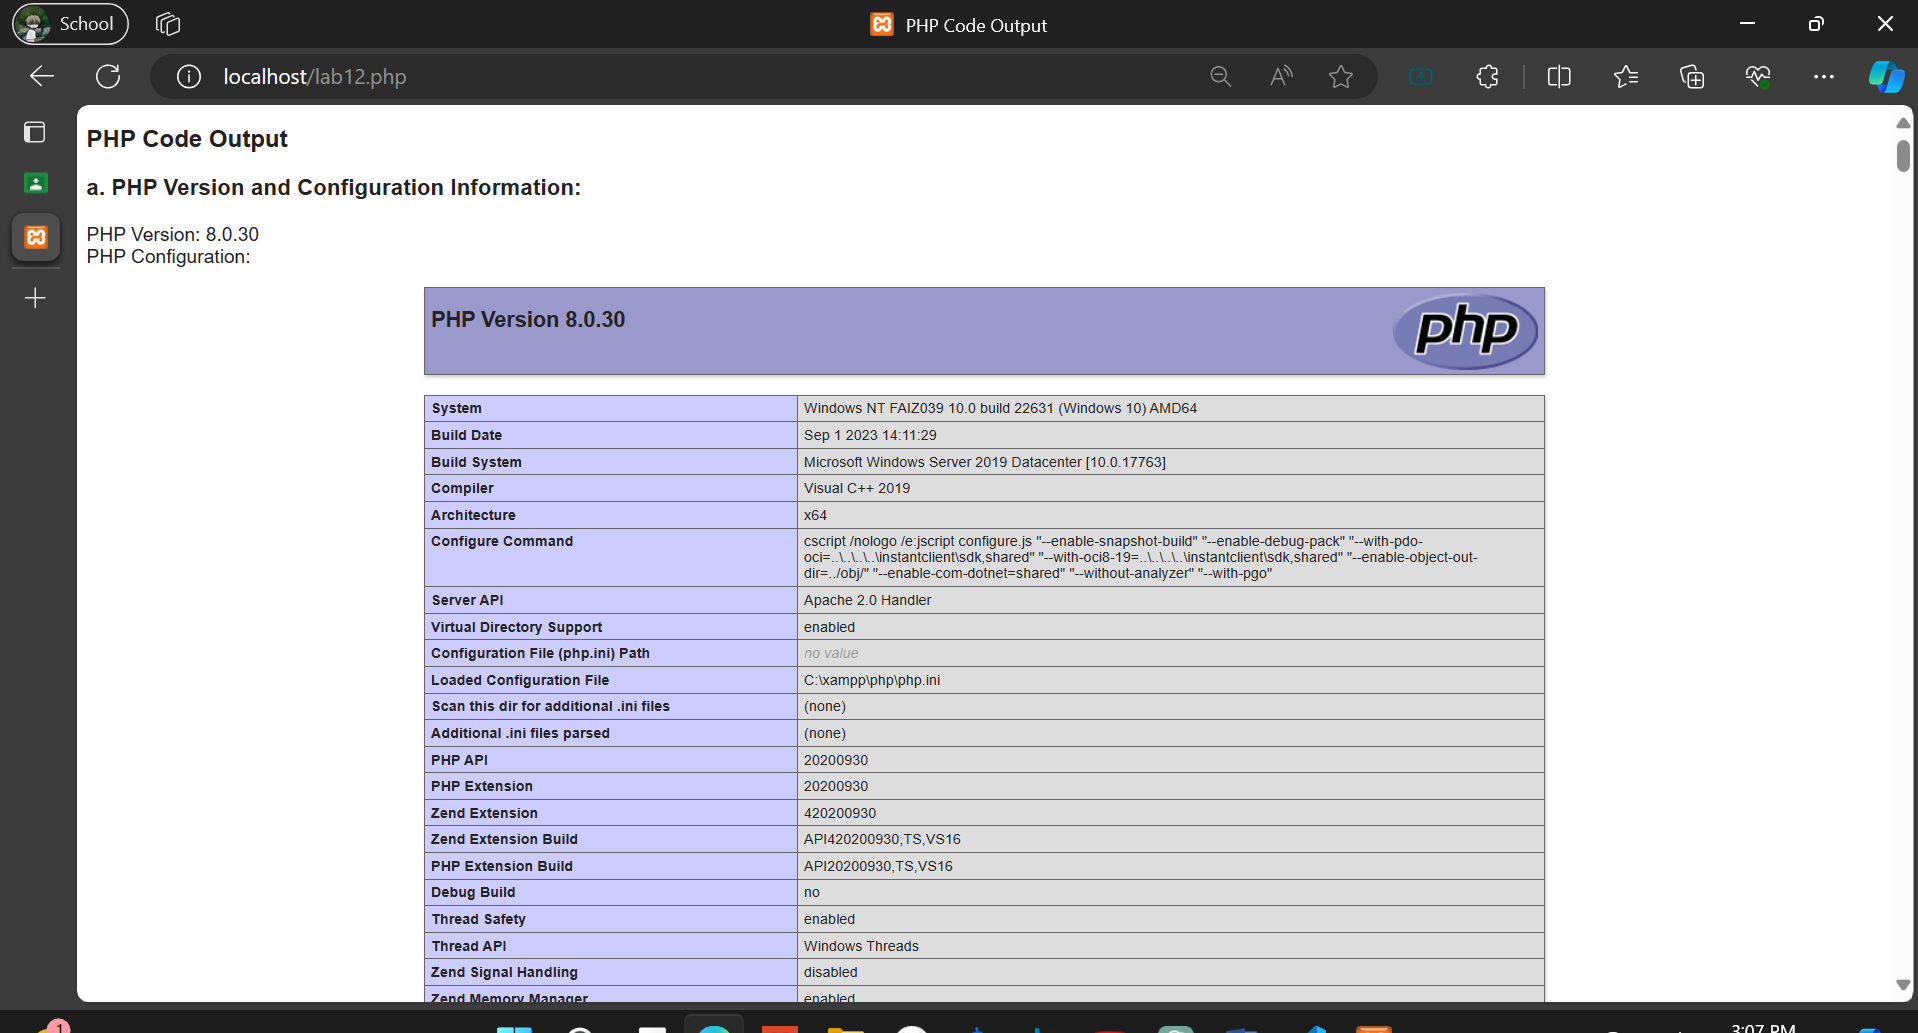 School
PHP Code Output
localhost/lab12.php
PHP Code Output
a. PHP Version and Configuration Information:
PHP Version: 8.0.30
PHP Configuration:
PHP Version 8.0.30
php
System Windows NT FAIZ039 10.0 build 22631 (Windows 10) AMD64
Build Date Sep 1 2023 14:11:29
Build System Microsoft Windows Server 2019 Datacenter [10.0.17763]
Compiler Visual C++ 2019
Architecture x64
Configure Command cscript /nologo /e:jscript configure.js "--enable-snapshot-build" "--enable-debug-pack" "--with-pdo-
oci=..\..\..\..\instantclient\sdk,shared" "--with-oci8-19=..\..\..\..\instantclient\sdk,shared" "--enable-object-out-
dir=../obj/" "--enable-com-dotnet=shared" "--without-analyzer" "--with-pgo"
Server API Apache 2.0 Handler
Virtual Directory Support enabled
Configuration File (php.ini) Path no value
Loaded Configuration File C:\xampp\php\php.ini
Scan this dir for additional .ini files (none)
Additional .ini files parsed (none)
PHP API 20200930
PHP Extension 20200930
Zend Extension 420200930
Zend Extension Build API420200930,TS,VS16
PHP Extension Build API20200930,TS,VS16
Debug Build no
Thread Safety enabled
Thread API Windows Threads
Zend Signal Handling disabled
Zend Memory Manager enabled
1
3:07 PM